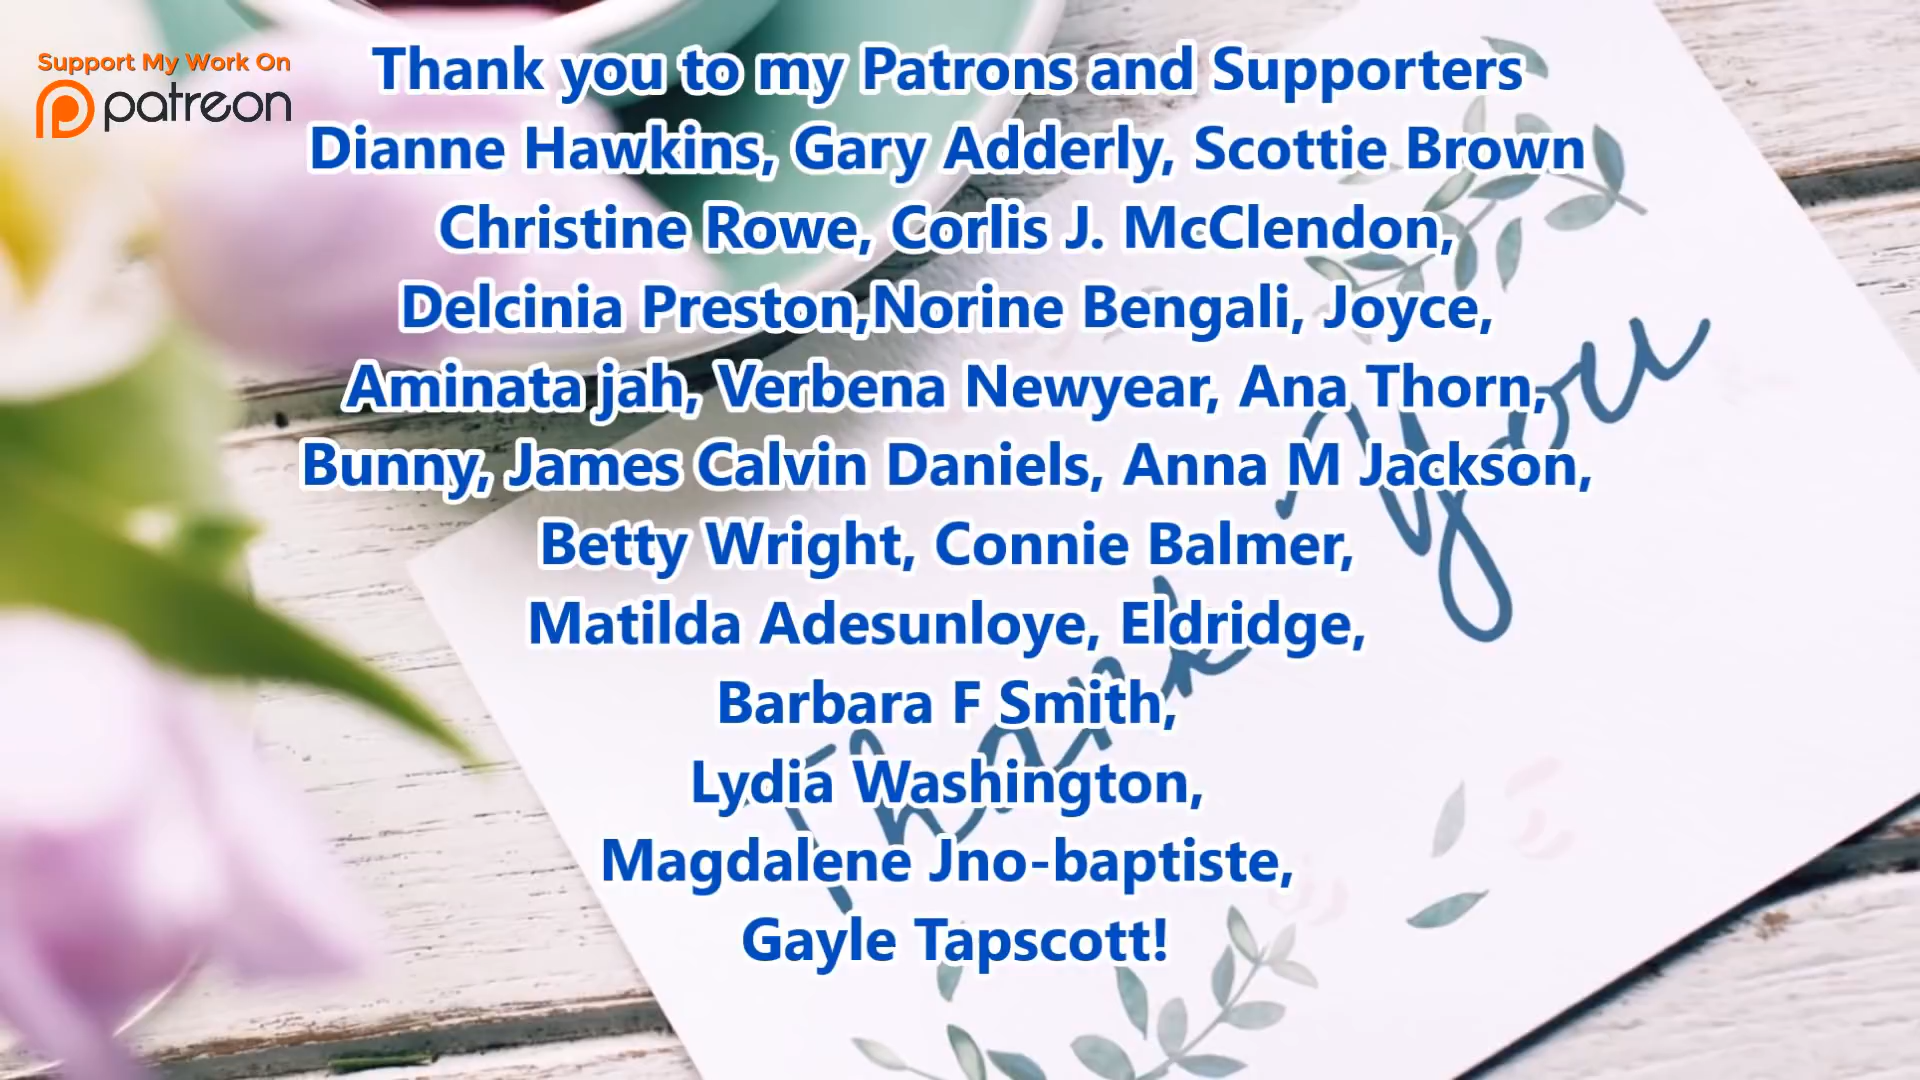 Support My Work On
patreon
Thank you to my Patrons and Supporters
Dianne Hawkins, Gary Adderly, Scottie Brown
Christine Rowe, Corlis J. McClendon,
Delcinia Preston,Norine Bengali, Joyce,
Aminata jah, Verbena Newyear, Ana Thorn,
Bunny, James Calvin Daniels, Anna M Jackson,
Betty Wright, Connie Balmer,
Matilda Adesunloye, Eldridge,
Barbara F Smith,
Lydia Washington,
Magdalene Jno-baptiste,
Gayle Tapscott!
Thank You